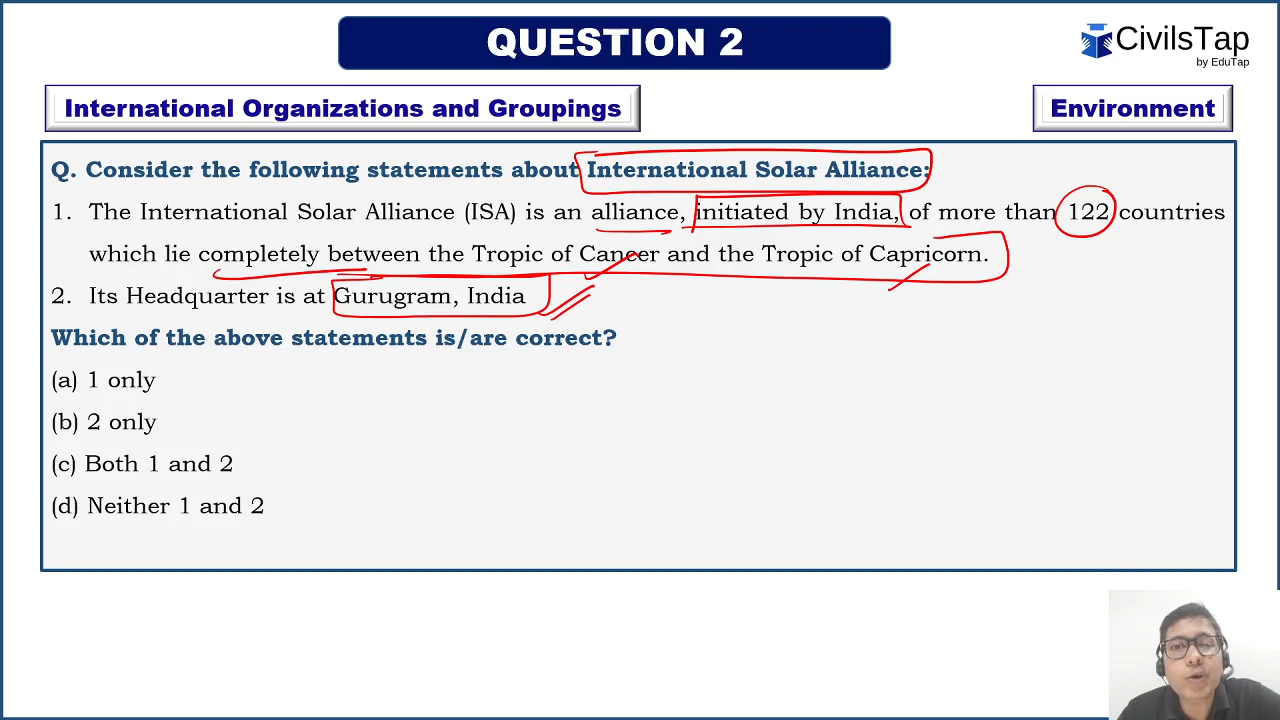 QUESTION 2
CivilsTap
by EduTap
International Organizations and Groupings
Environment
Q. Consider the following statements about International Solar Alliance:
1. The International Solar Alliance (ISA) is an alliance, initiated by India, of more than 122 countries
which lie completely between the Tropic of Cancer and the Tropic of Capricorn.
2. Its Headquarter is at Gurugram, India
Which of the above statements is/are correct?
(a) 1 only
(b) 2 only
(c) Both 1 and 2
(d) Neither 1 and 2